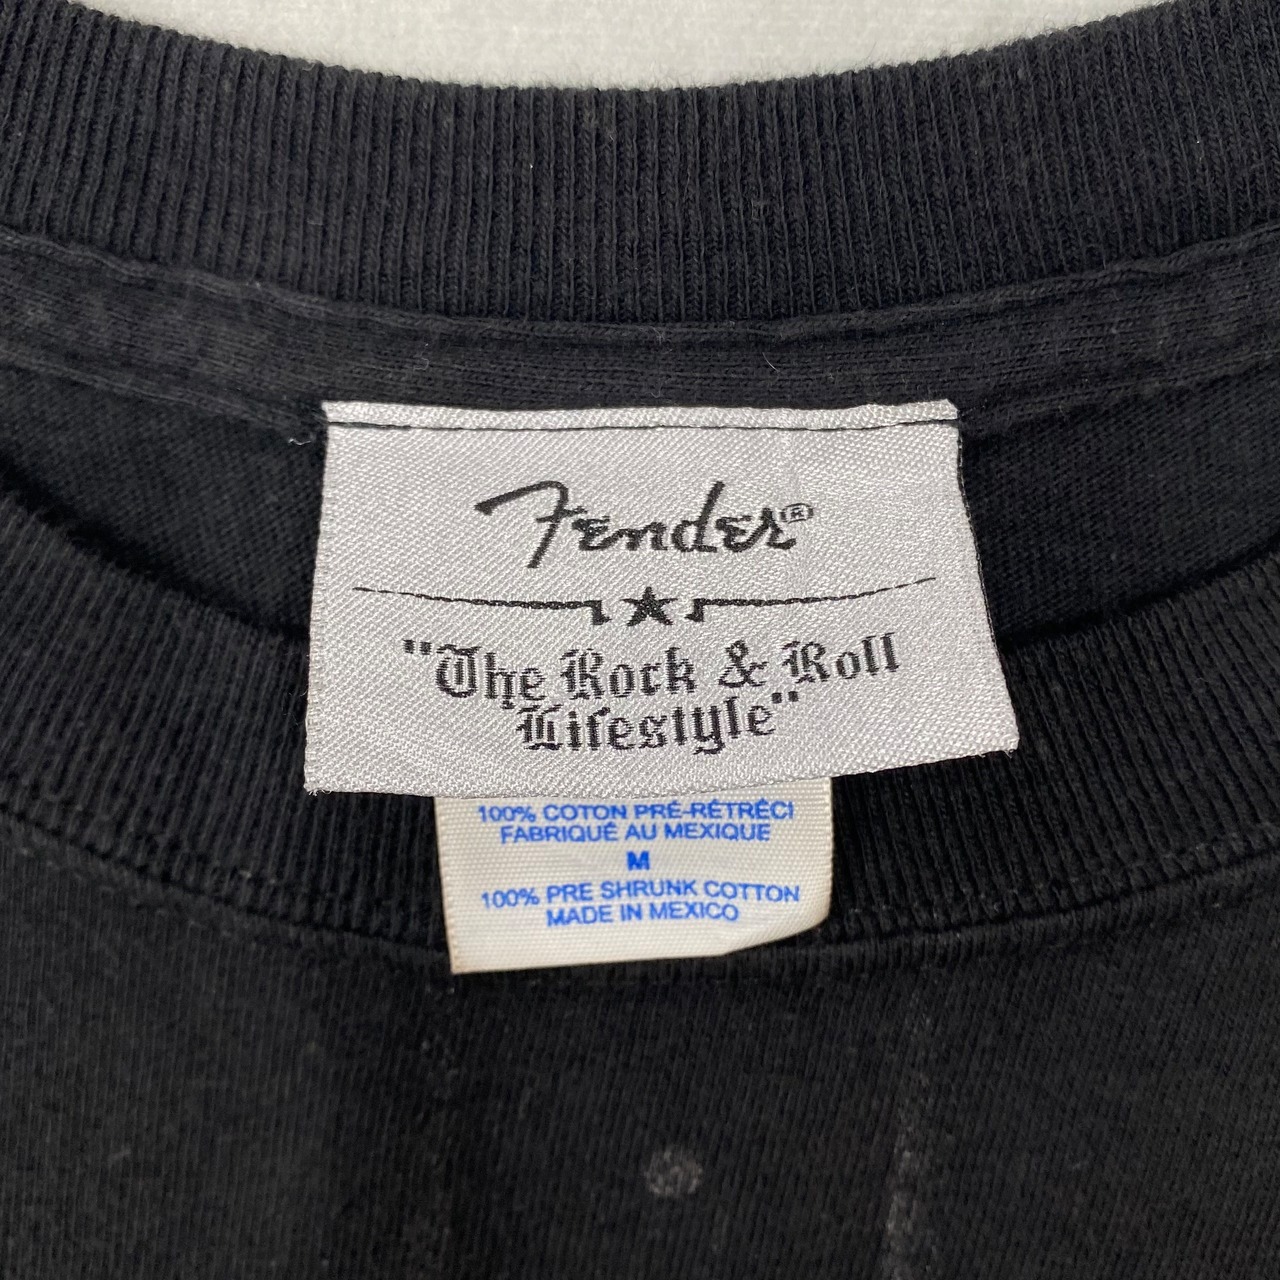 Fender®
"The Rock & Roll
Lifestyle"
100% COTON PRÉ-RÉTRÉCI
FABRIQUÉ AU MEXIQUE
M
100% PRE SHRUNK COTTON
MADE IN MEXICO